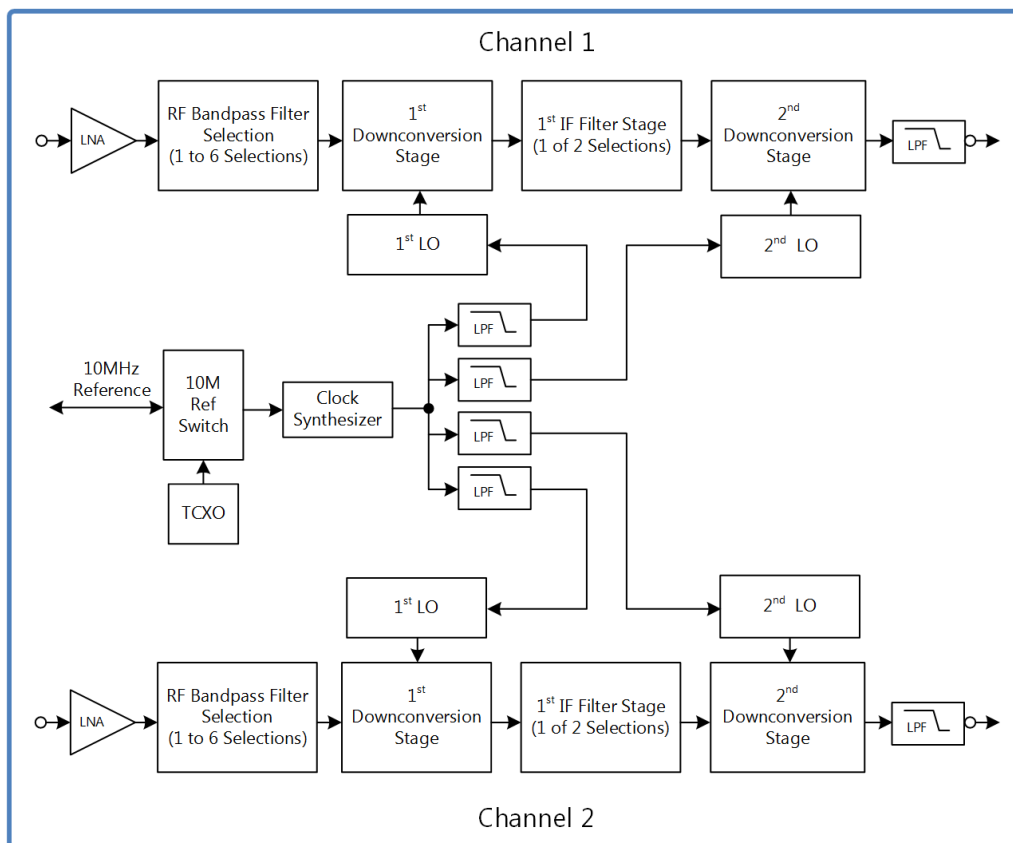 Channel 1
LNA
RF Bandpass Filter
Selection
(1 to 6 Selections)
1st
Downconversion
Stage
1st IF Filter Stage
(1 of 2 Selections)
2nd
Downconversion
Stage
LPF
1st LO
2nd LO
LPF
LPF
LPF
LPF
10MHz
Reference
10M
Ref
Switch
Clock
Synthesizer
TCXO
1st LO
2nd LO
LNA
RF Bandpass Filter
Selection
(1 to 6 Selections)
1st
Downconversion
Stage
1st IF Filter Stage
(1 of 2 Selections)
2nd
Downconversion
Stage
LPF
Channel 2